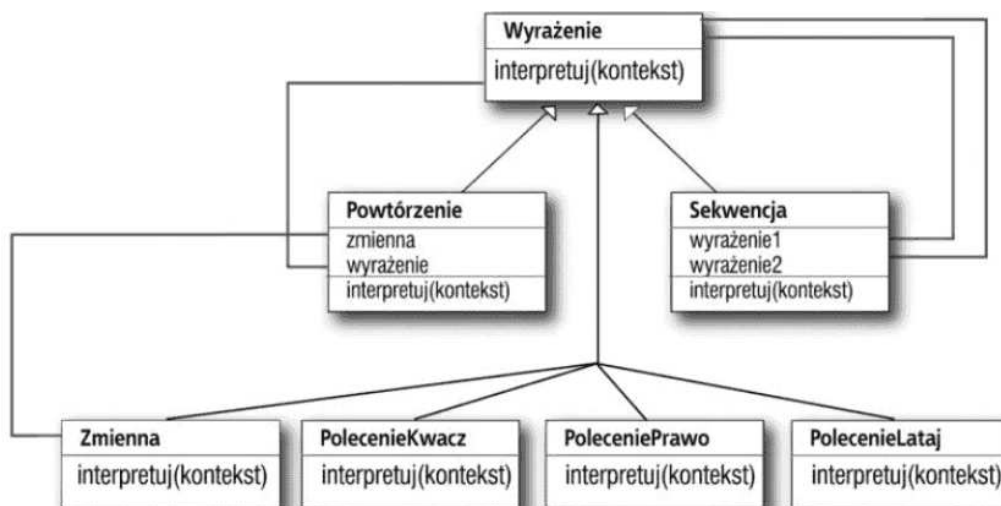 Wyrażenie
interpretuj(kontekst)
Powtórzenie
zmienna
wyrażenie
interpretuj(kontekst)
Sekwencja
wyrażenie1
wyrażenie2
interpretuj(kontekst)
Zmienna
interpretuj(kontekst)
PolecenieKwacz
interpretuj(kontekst)
PoleceniePrawo
interpretuj(kontekst)
PolecenieLataj
interpretuj(kontekst)